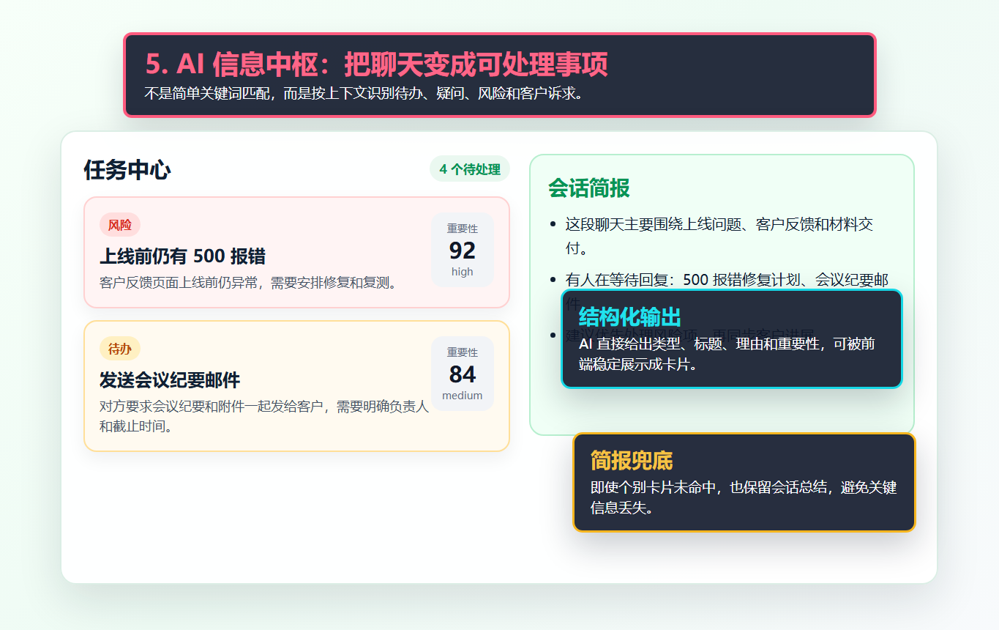 5. AI 信息中枢：把聊天变成可处理事项
不是简单关键词匹配，而是按上下文识别待办、疑问、风险和客户诉求。
任务中心
4 个待处理
风险
上线前仍有 500 报错
客户反馈页面上线前仍异常，需要安排修复和复测。
重要性
92
high
待办
发送会议纪要邮件
对方要求会议纪要和附件一起发给客户，需要明确负责人
和截止时间。
重要性
84
medium
会话简报
这段聊天主要围绕上线问题、客户反馈和材料交
付。
有人在等待回复：500 报错修复计划、会议纪要邮
件。
建议优先处理风险项，再同步客户进展。
结构化输出
AI 直接给出类型、标题、理由和重要性，可被前
端稳定展示成卡片。
简报兜底
即使个别卡片未命中，也保留会话总结，避免关键
信息丢失。